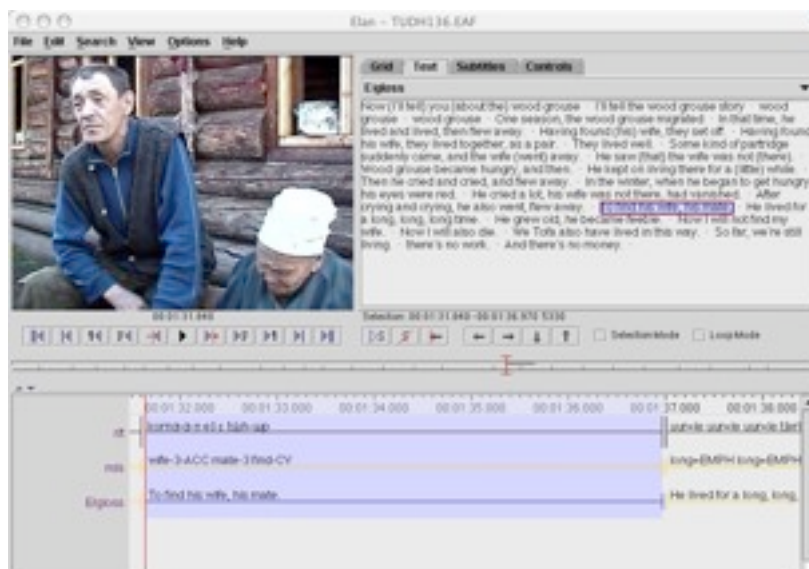 Elan - TUDH136.EAF
File Edit Search View Options Help
Grid Text Subtitles Controls
Engloss
Now (I'll tell) you (about the) wood grouse · I'll tell the wood grouse story · wood
grouse · wood grouse · One season, the wood grouse migrated · In that time, he
lived and lived, then flew away. · Having found (his) wife, they set off. · Having found
his wife, they lived together, as a pair. · They lived well. · Some kind of partridge
suddenly came, and the wife (went) away. · He saw (that) the wife was not (there).
Wood grouse became hungry, and then. · He kept on living there for a (little) while.
Then he cried and cried, and flew away. · In the winter, when he began to get hungry
his eyes were red. · He cried a lot, his wife was not there, had vanished. · After
crying and crying, he also went, flew away. · To find his wife, his mate. · He lived for
a long, long, long time. · He grew old, he became feeble. · Now I will not find my
wife. · Now I will also die. · We Tofa also have lived in this way. · So far, we're still
living. · there's no work. · And there's no money. ·
00:01:31.840
Selection: 00:01:31.840 - 00:01:36.970 5330
Selection Mode Loop Mode
00:01:32.000 00:01:33.000 00:01:34.000 00:01:35.000 00:01:36.000 00:01:37.000 00:01:38.000
wife-3-ACC mate-3 find-CV long=EMPH long=EMPH
Engloss To find his wife, his mate. He lived for a long, long,